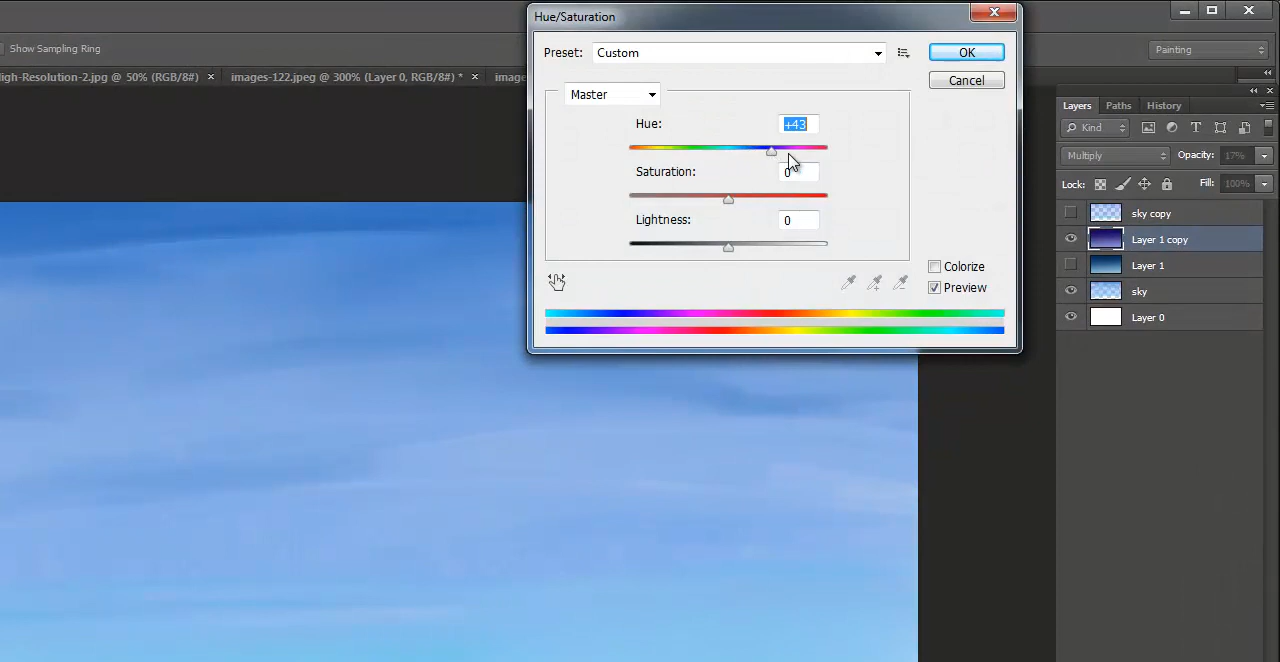 Hue/Saturation
Show Sampling Ring
Preset: Custom
OK
Painting
igh-Resolution-2.jpg @ 50% (RGB/8#) ×
images-122.jpeg @ 300% (Layer 0, RGB/8#) * ×
image
Cancel
Master
Layers Paths History
Hue: +43
Kind
Multiply Opacity: 17%
Saturation: 0
Lock: Fill: 100%
Lightness: 0
sky copy
Layer 1 copy
Layer 1
sky
Layer 0
Colorize
Preview